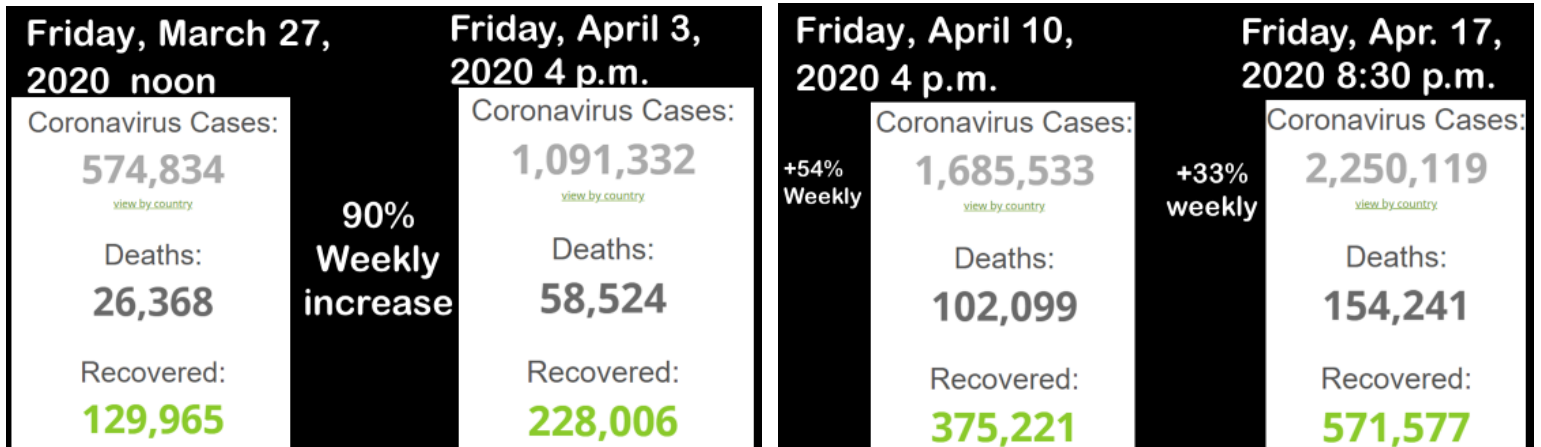 Friday, March 27,
2020 noon
Coronavirus Cases:
574,834
view by country
Deaths:
26,368
Recovered:
129,965
90%
Weekly
increase
Friday, April 3,
2020 4 p.m.
Coronavirus Cases:
1,091,332
view by country
Deaths:
58,524
Recovered:
228,006
Friday, April 10,
2020 4 p.m.
+54%
Weekly
Coronavirus Cases:
1,685,533
view by country
Deaths:
102,099
Recovered:
375,221
+33%
weekly
Friday, Apr. 17,
2020 8:30 p.m.
Coronavirus Cases:
2,250,119
view by country
Deaths:
154,241
Recovered:
571,577